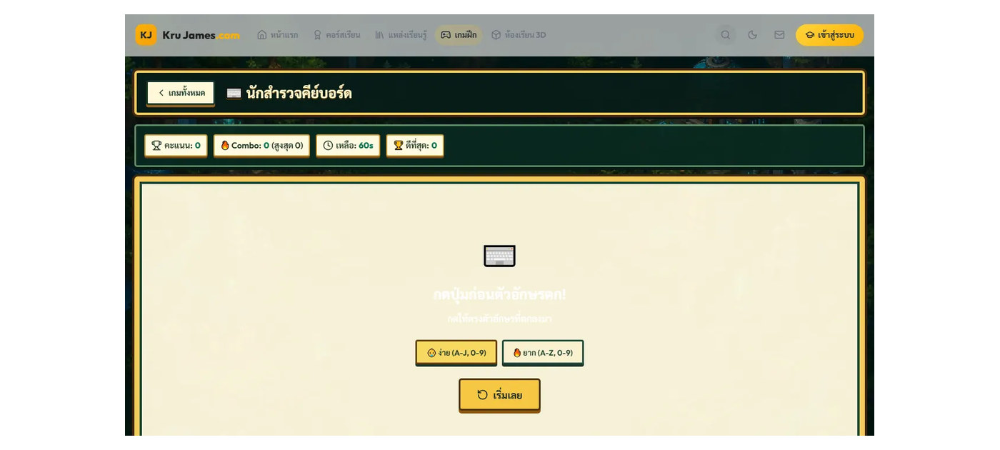 KJ Kru James.com หน้าแรก คอร์สเรียน แหล่งเรียนรู้ เกมฝึก ห้องเรียน 3D เข้าสู่ระบบ
เกมทั้งหมด นักสำรวจคีย์บอร์ด
คะแนน: 0 Combo: 0 (สูงสุด 0) เหลือ: 60s ดีที่สุด: 0
กดปุ่มก่อนตัวอักษรตก!
กดให้ตรงตัวอักษรที่ตกลงมา
ง่าย (A-J, 0-9) ยาก (A-Z, 0-9)
เริ่มเลย